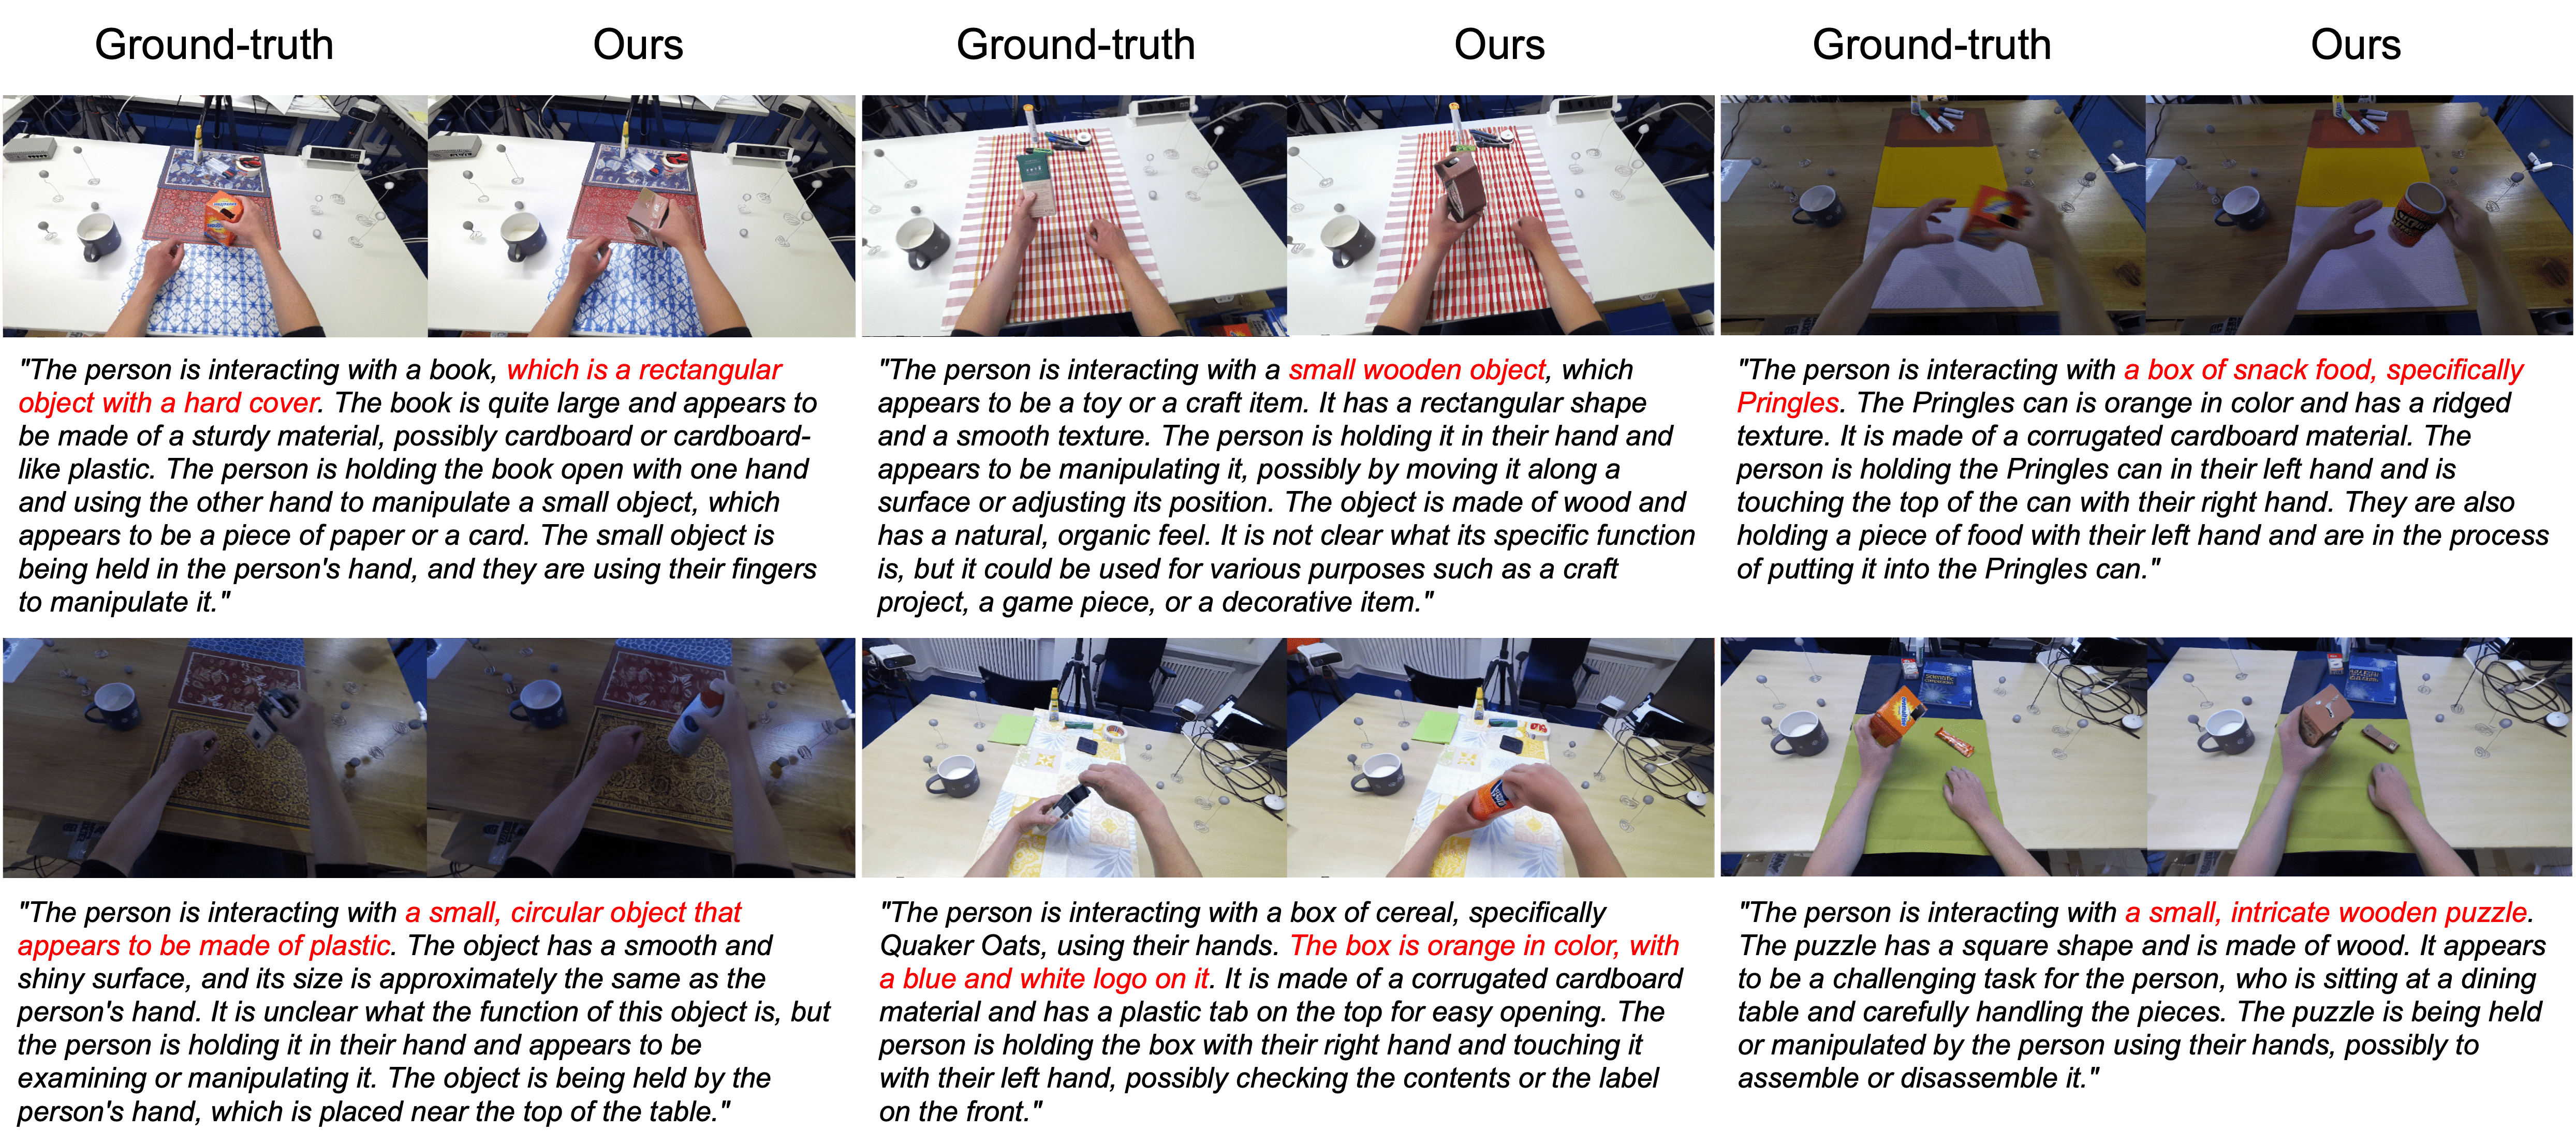 Ground-truth
Ours
Ground-truth
Ours
Ground-truth
Ours
"The person is interacting with a book, which is a rectangular
object with a hard cover. The book is quite large and appears to
be made of a sturdy material, possibly cardboard or cardboard-
like plastic. The person is holding the book open with one hand
and using the other hand to manipulate a small object, which
appears to be a piece of paper or a card. The small object is
being held in the person's hand, and they are using their fingers
to manipulate it."
"The person is interacting with a small wooden object, which
appears to be a toy or a craft item. It has a rectangular shape
and a smooth texture. The person is holding it in their hand and
appears to be manipulating it, possibly by moving it along a
surface or adjusting its position. The object is made of wood and
has a natural, organic feel. It is not clear what its specific function
is, but it could be used for various purposes such as a craft
project, a game piece, or a decorative item."
"The person is interacting with a box of snack food, specifically
Pringles. The Pringles can is orange in color and has a ridged
texture. It is made of a corrugated cardboard material. The
person is holding the Pringles can in their left hand and is
touching the top of the can with their right hand. They are also
holding a piece of food with their left hand and are in the process
of putting it into the Pringles can."
"The person is interacting with a small, circular object that
appears to be made of plastic. The object has a smooth and
shiny surface, and its size is approximately the same as the
person's hand. It is unclear what the function of this object is, but
the person is holding it in their hand and appears to be
examining or manipulating it. The object is being held by the
person's hand, which is placed near the top of the table."
"The person is interacting with a box of cereal, specifically
Quaker Oats, using their hands. The box is orange in color, with
a blue and white logo on it. It is made of a corrugated cardboard
material and has a plastic tab on the top for easy opening. The
person is holding the box with their right hand and touching it
with their left hand, possibly checking the contents or the label
on the front."
"The person is interacting with a small, intricate wooden puzzle.
The puzzle has a square shape and is made of wood. It appears
to be a challenging task for the person, who is sitting at a dining
table and carefully handling the pieces. The puzzle is being held
or manipulated by the person using their hands, possibly to
assemble or disassemble it."